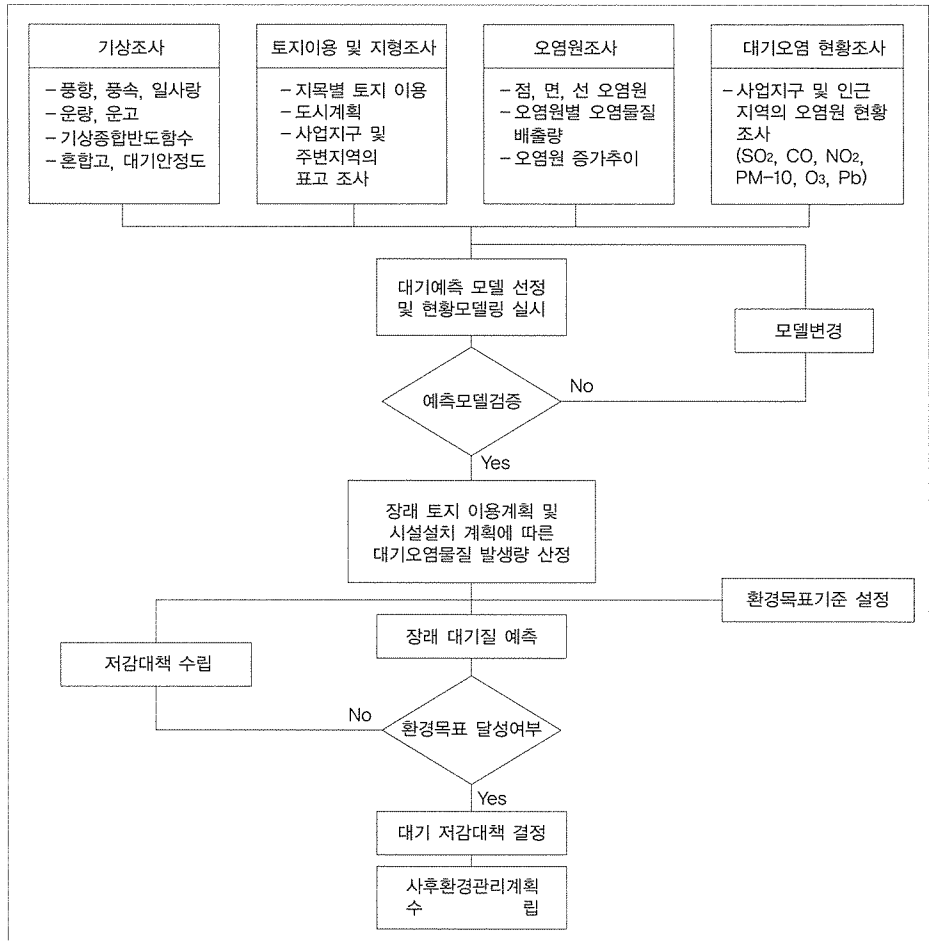 기상조사
– 풍향, 풍속, 일사랑
– 운량, 운고
– 기상종합반도함수
– 혼합고, 대기안정도
토지이용 및 지형조사
– 지목별 토지 이용
– 도시계획
– 사업지구 및
주변지역의
표고 조사
오염원조사
– 점, 면, 선 오염원
– 오염원별 오염물질
배출량
– 오염원 증가추이
대기오염 현황조사
– 사업지구 및 인근
지역의 오염원 현황
조사
(SO₂, CO, NO₂,
PM-10, O₃, Pb)
대기예측 모델 선정
및 현황모델링 실시
모델변경
예측모델검증
No
Yes
장래 토지 이용계획 및
시설설치 계획에 따른
대기오염물질 발생량 산정
환경목표기준 설정
장래 대기질 예측
저감대책 수립
No
환경목표 달성여부
Yes
대기 저감대책 결정
사후환경관리계획
수 립